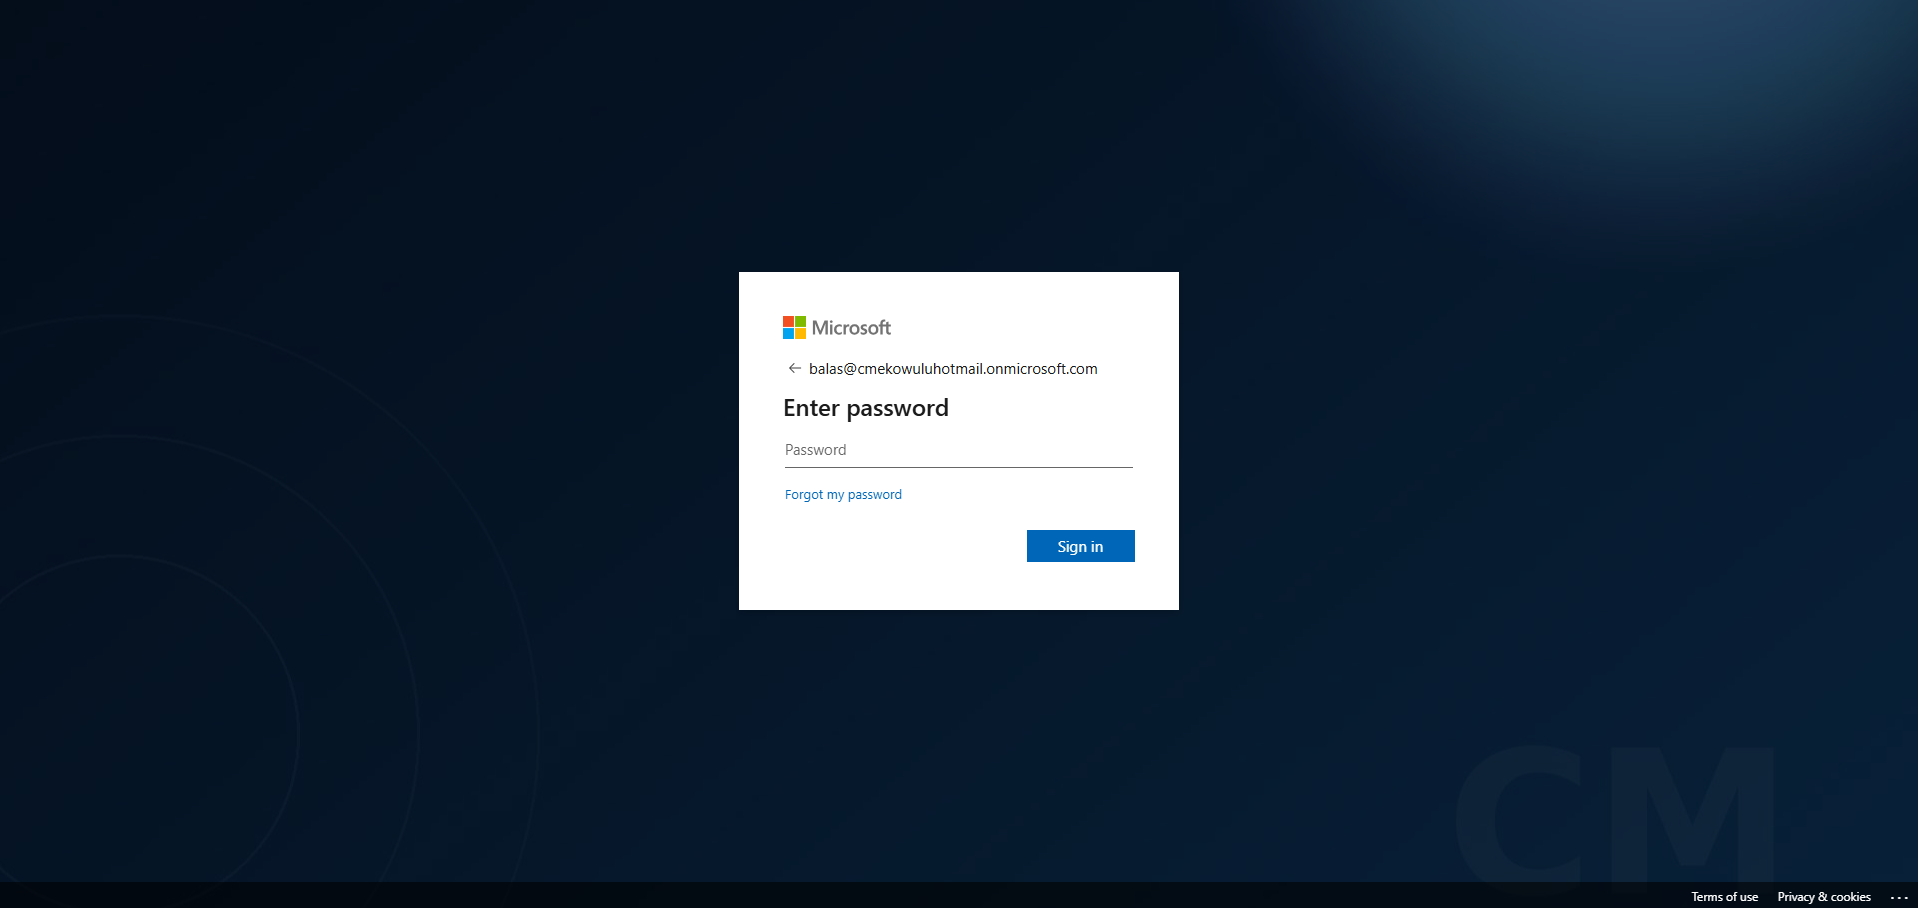 Microsoft
balas@cmekowuluhotmail.onmicrosoft.com
Enter password
Password
Forgot my password
Sign in
CM
Terms of use Privacy & cookies ...